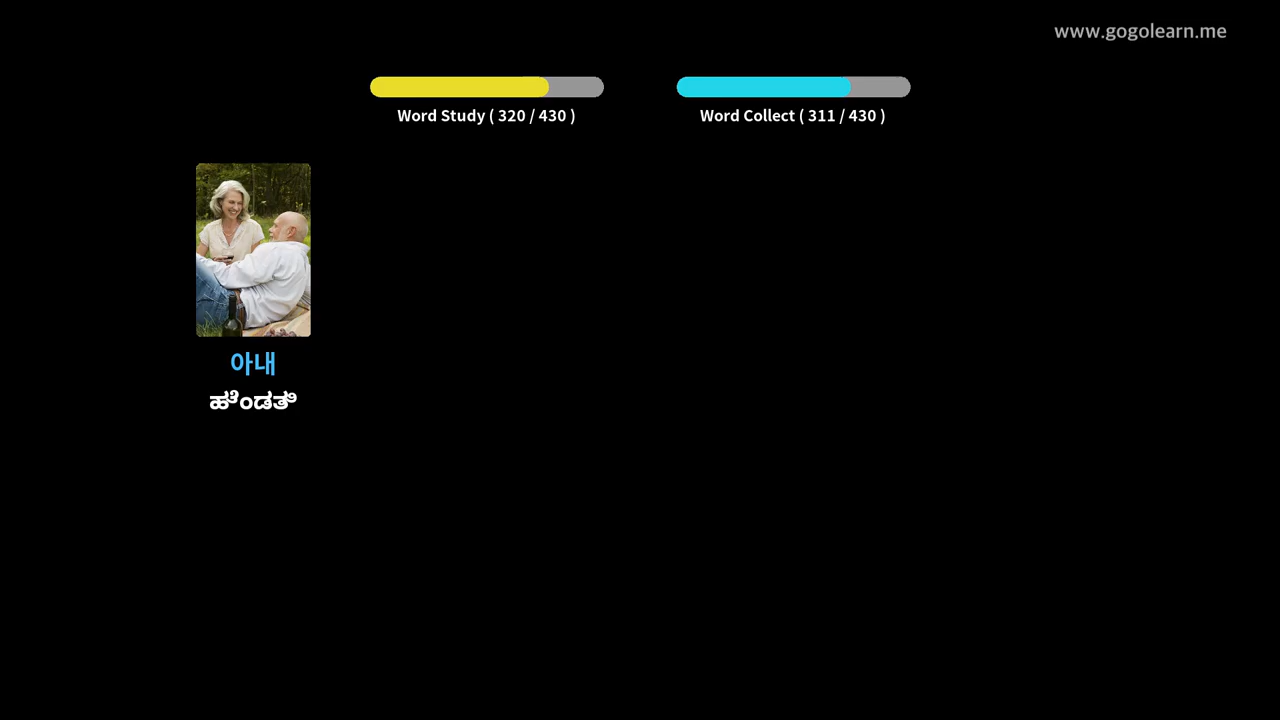 www.gogolearn.me
Word Study ( 320 / 430 )
Word Collect ( 311 / 430 )
아내
ಹೆಂಡತಿ